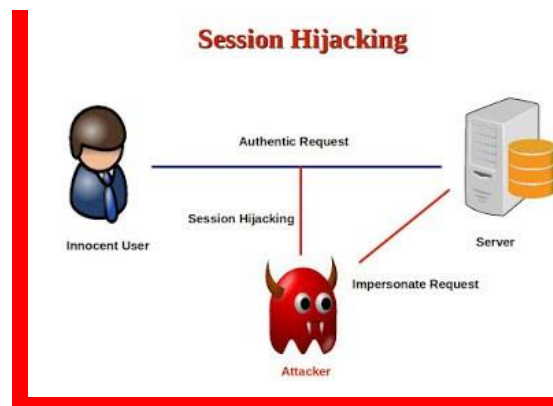 Session Hijacking
Authentic Request
Session Hijacking
Innocent User
Server
Impersonate Request
Attacker